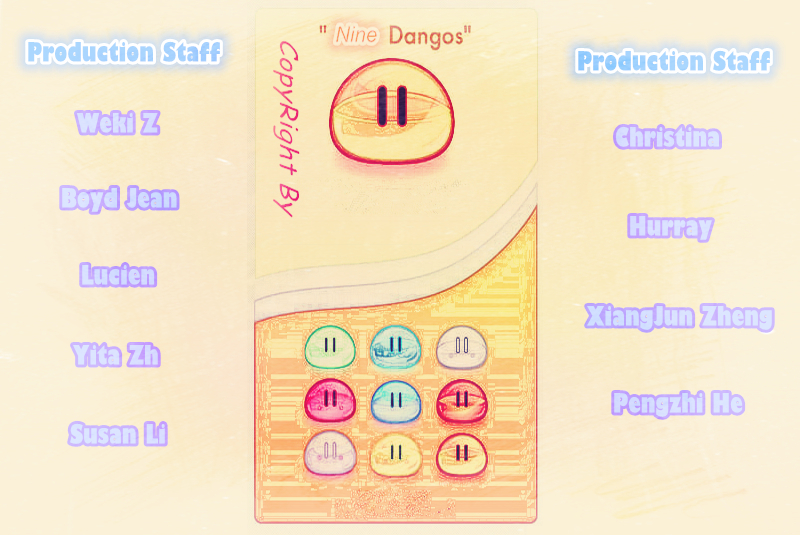 Production Staff
Weki Z
Boyd Jean
Lucien
Yita Zh
Susan Li
" Nine Dangos"
CopyRight By
Production Staff
Christina
Hurray
XiangJun Zheng
Pengzhi He